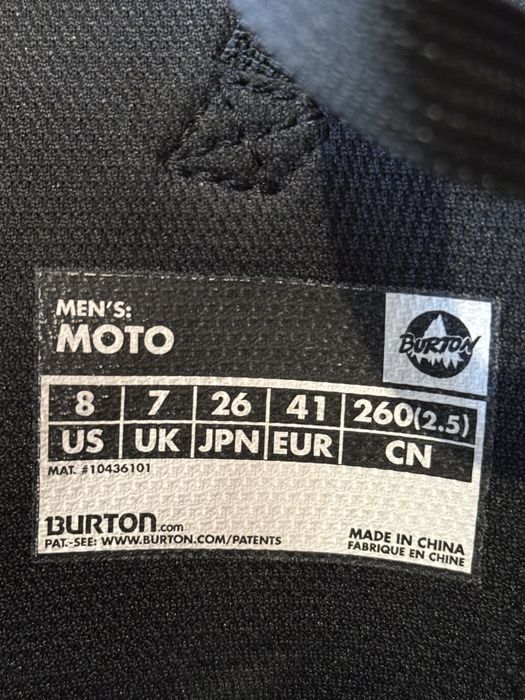 MEN'S:
MOTO
BURTON
8 7 26 41 260(2.5)
US UK JPN EUR CN
MAT. #10436101
BURTON.com
PAT.-SEE: WWW.BURTON.COM/PATENTS
MADE IN CHINA
FABRIQUE EN CHINE